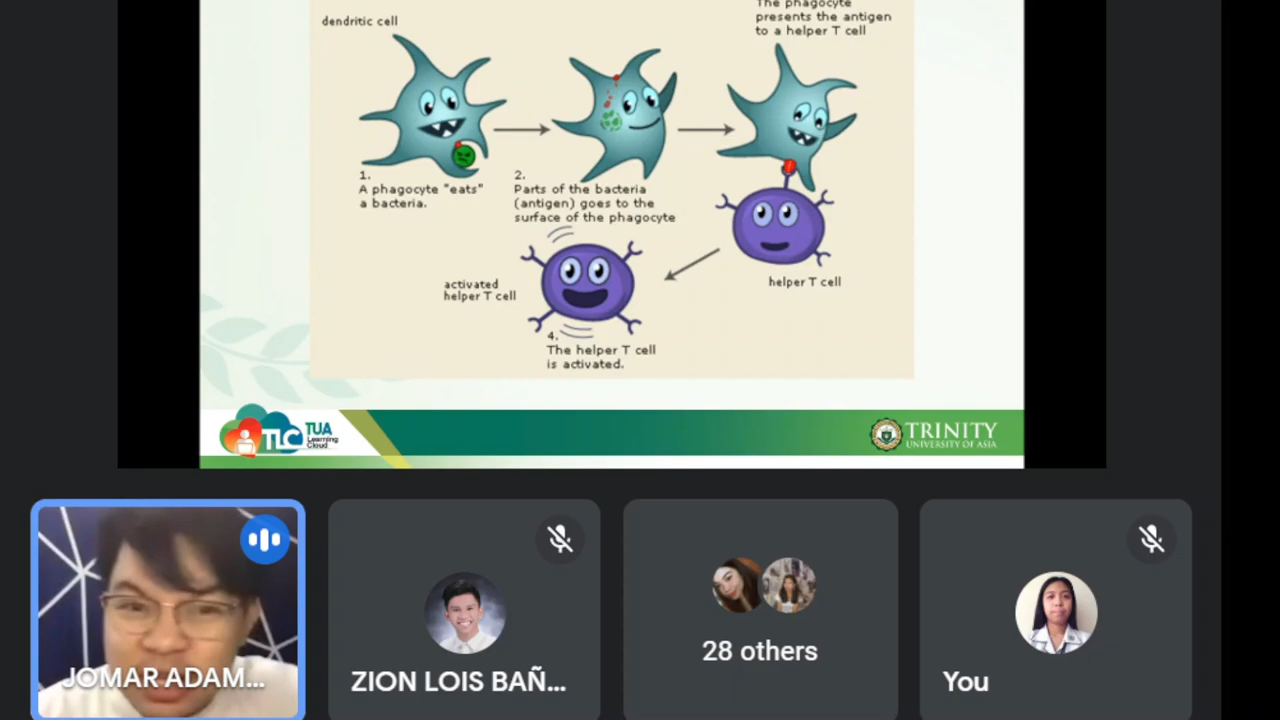 dendritic cell
The phagocyte
presents the antigen
to a helper T cell
1.
A phagocyte "eats"
a bacteria.
2.
Parts of the bacteria
(antigen) goes to the
surface of the phagocyte
helper T cell
activated
helper T cell
4.
The helper T cell
is activated.
TLC TUA
Learning
Cloud
TRINITY
UNIVERSITY OF ASIA
JOMAR ADAM...
ZION LOIS BAÑ...
28 others
You